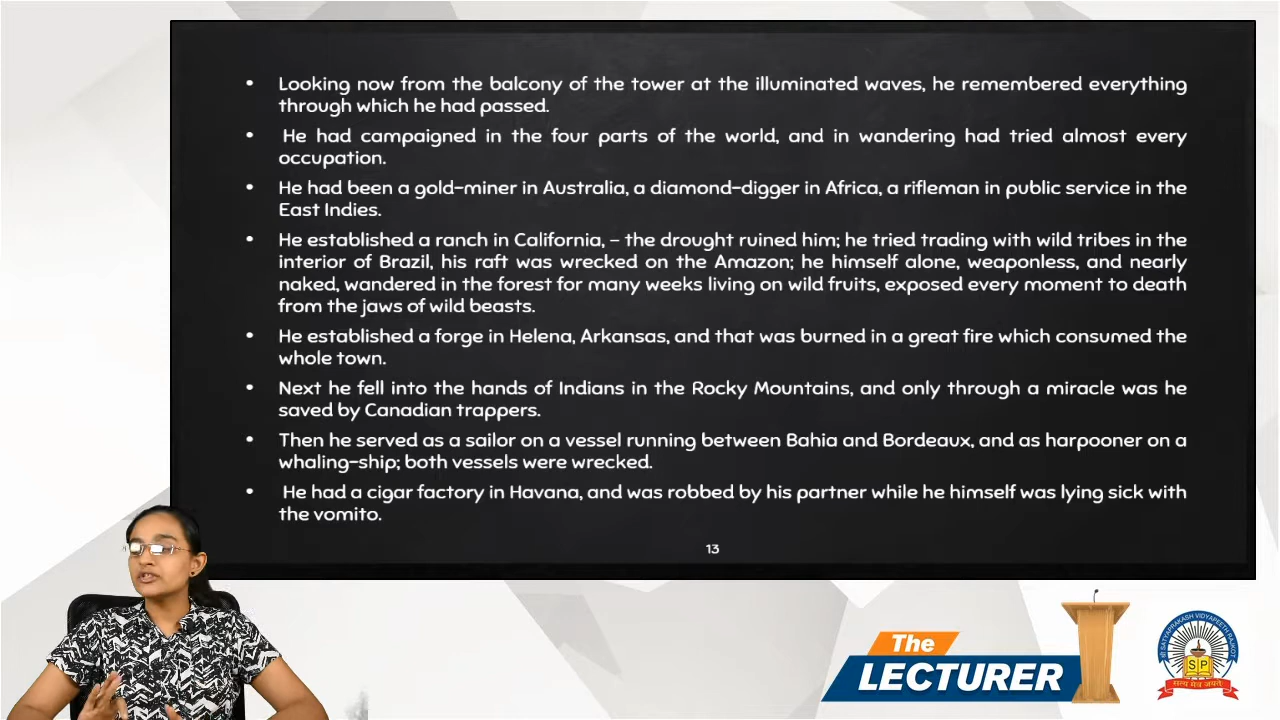 • Looking now from the balcony of the tower at the illuminated waves, he remembered everything
through which he had passed.
• He had campaigned in the four parts of the world, and in wandering had tried almost every
occupation.
• He had been a gold-miner in Australia, a diamond-digger in Africa, a rifleman in public service in the
East Indies.
• He established a ranch in California, – the drought ruined him; he tried trading with wild tribes in the
interior of Brazil, his raft was wrecked on the Amazon; he himself alone, weaponless, and nearly
naked, wandered in the forest for many weeks living on wild fruits, exposed every moment to death
from the jaws of wild beasts.
• He established a forge in Helena, Arkansas, and that was burned in a great fire which consumed the
whole town.
• Next he fell into the hands of Indians in the Rocky Mountains, and only through a miracle was he
saved by Canadian trappers.
• Then he served as a sailor on a vessel running between Bahia and Bordeaux, and as harpooner on a
whaling-ship; both vessels were wrecked.
• He had a cigar factory in Havana, and was robbed by his partner while he himself was lying sick with
the vomito.
13
The
LECTURER
SATYAPRAKASH VIDYAPEETH RAJKOT
S P
सत्य मेव जयते